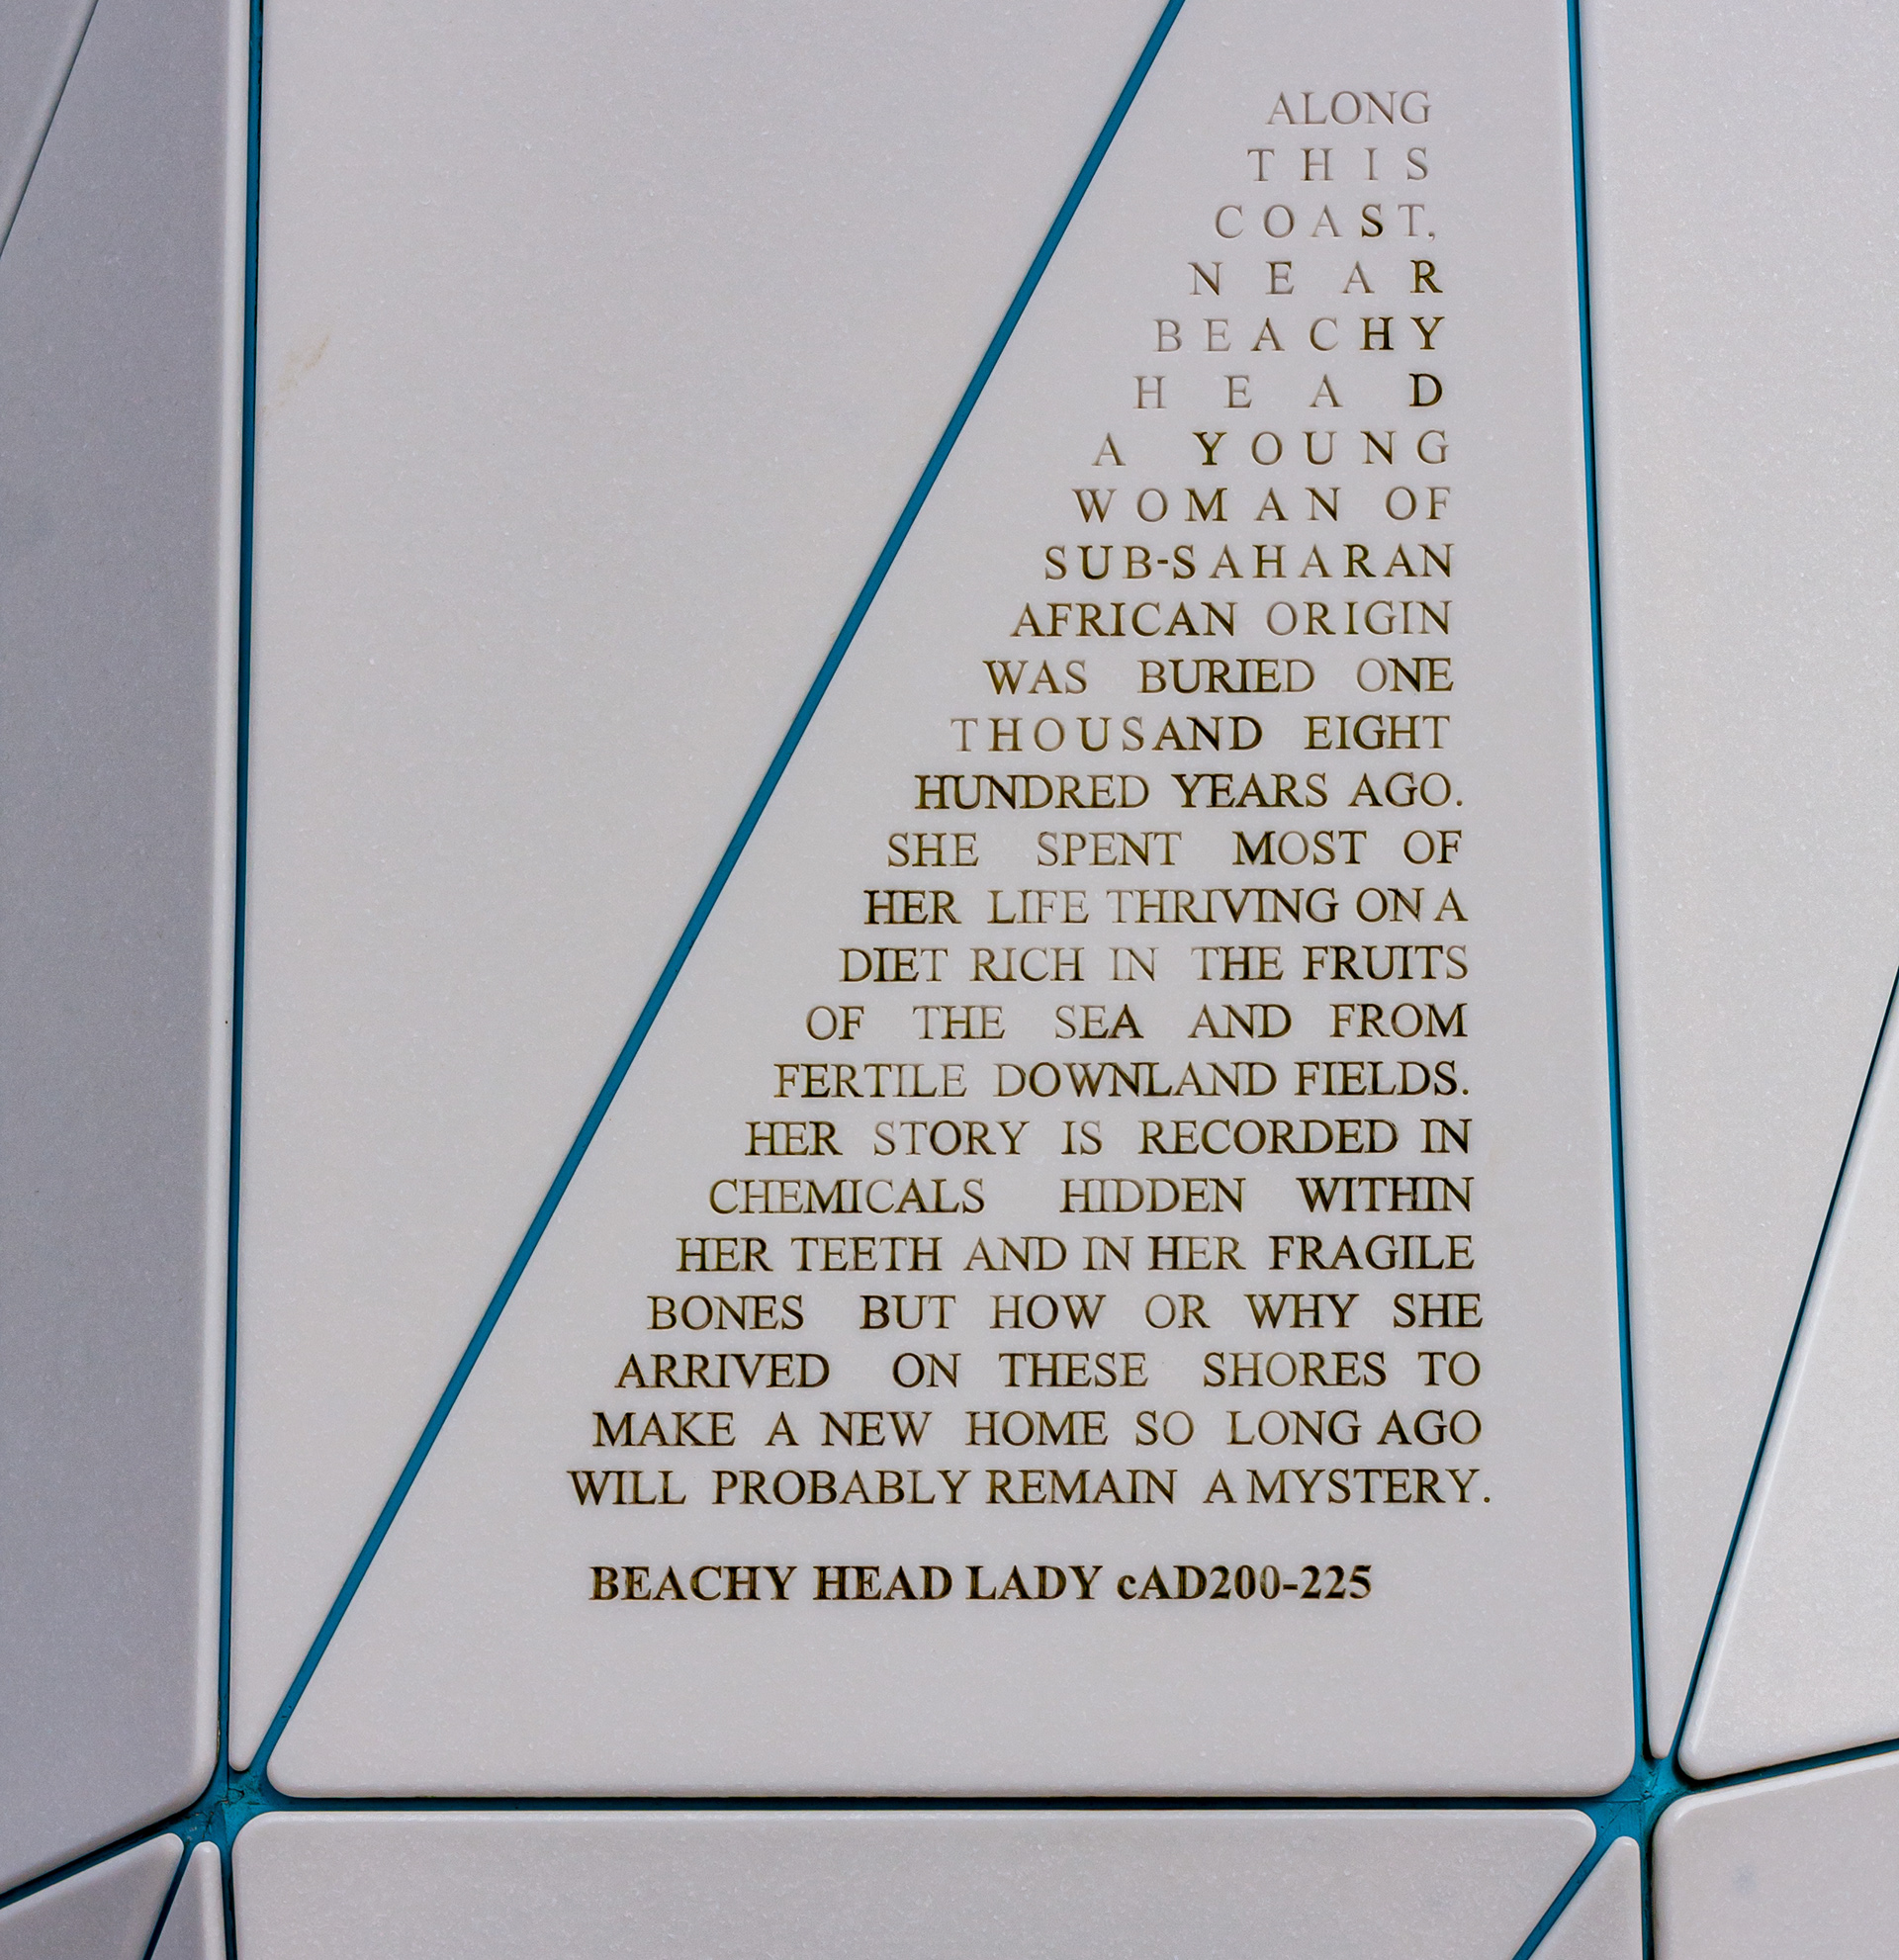 ALONG
THIS
COAST,
NEAR
BEACHY
HEAD
A YOUNG
WOMAN OF
SUB-SAHARAN
AFRICAN ORIGIN
WAS BURIED ONE
THOUSAND EIGHT
HUNDRED YEARS AGO.
SHE SPENT MOST OF
HER LIFE THRIVING ON A
DIET RICH IN THE FRUITS
OF THE SEA AND FROM
FERTILE DOWNLAND FIELDS.
HER STORY IS RECORDED IN
CHEMICALS HIDDEN WITHIN
HER TEETH AND IN HER FRAGILE
BONES BUT HOW OR WHY SHE
ARRIVED ON THESE SHORES TO
MAKE A NEW HOME SO LONG AGO
WILL PROBABLY REMAIN A MYSTERY.
BEACHY HEAD LADY cAD200-225